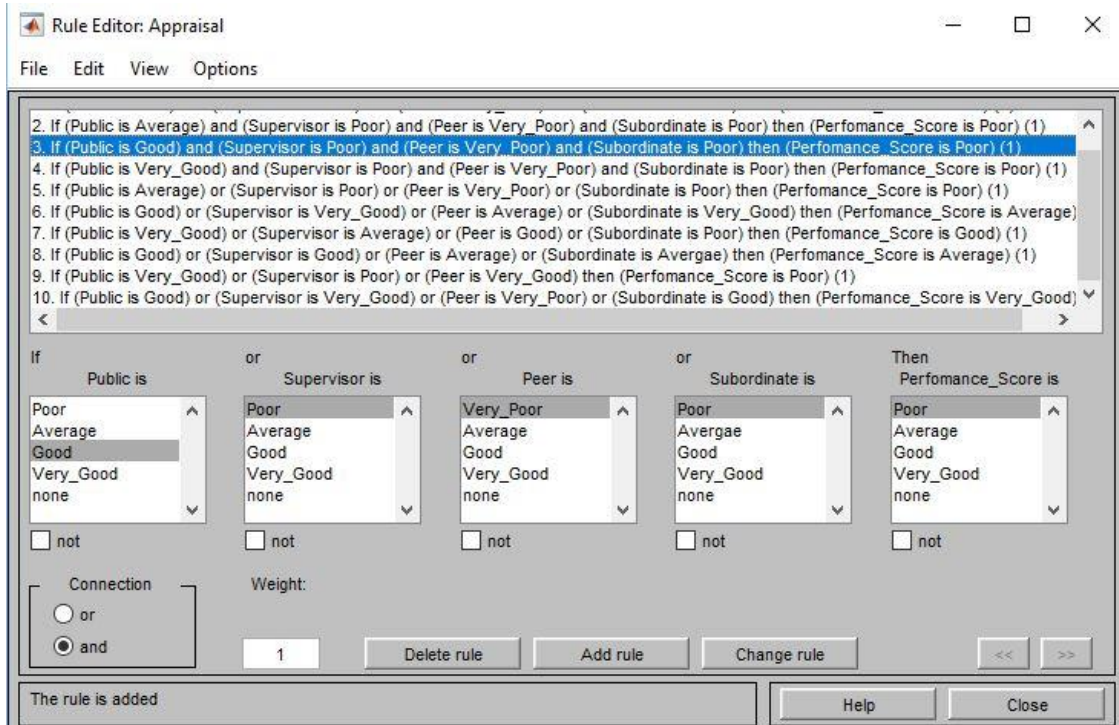 Rule Editor: Appraisal
File Edit View Options
2. If (Public is Average) and (Supervisor is Poor) and (Peer is Very_Poor) and (Subordinate is Poor) then (Perfomance_Score is Poor) (1)
3. If (Public is Good) and (Supervisor is Poor) and (Peer is Very_Poor) and (Subordinate is Poor) then (Perfomance_Score is Poor) (1)
4. If (Public is Very_Good) and (Supervisor is Poor) and (Peer is Very_Poor) and (Subordinate is Poor) then (Perfomance_Score is Poor) (1)
5. If (Public is Average) or (Supervisor is Poor) or (Peer is Very_Poor) or (Subordinate is Poor) then (Perfomance_Score is Poor) (1)
6. If (Public is Good) or (Supervisor is Very_Good) or (Peer is Average) or (Subordinate is Very_Good) then (Perfomance_Score is Average)
7. If (Public is Very_Good) or (Supervisor is Average) or (Peer is Good) or (Subordinate is Poor) then (Perfomance_Score is Good) (1)
8. If (Public is Good) or (Supervisor is Good) or (Peer is Average) or (Subordinate is Avergae) then (Perfomance_Score is Average) (1)
9. If (Public is Very_Good) or (Supervisor is Poor) or (Peer is Very_Good) then (Perfomance_Score is Poor) (1)
10. If (Public is Good) or (Supervisor is Very_Good) or (Peer is Very_Poor) or (Subordinate is Good) then (Perfomance_Score is Very_Good)
If or or or Then
Public is Supervisor is Peer is Subordinate is Perfomance_Score is
Poor Poor Very_Poor Poor Poor
Average Average Average Avergae Average
Good Good Good Good Good
Very_Good Very_Good Very_Good Very_Good Very_Good
none none none none none
not not not not not
Connection Weight:
or
and 1 Delete rule Add rule Change rule << >>
The rule is added Help Close